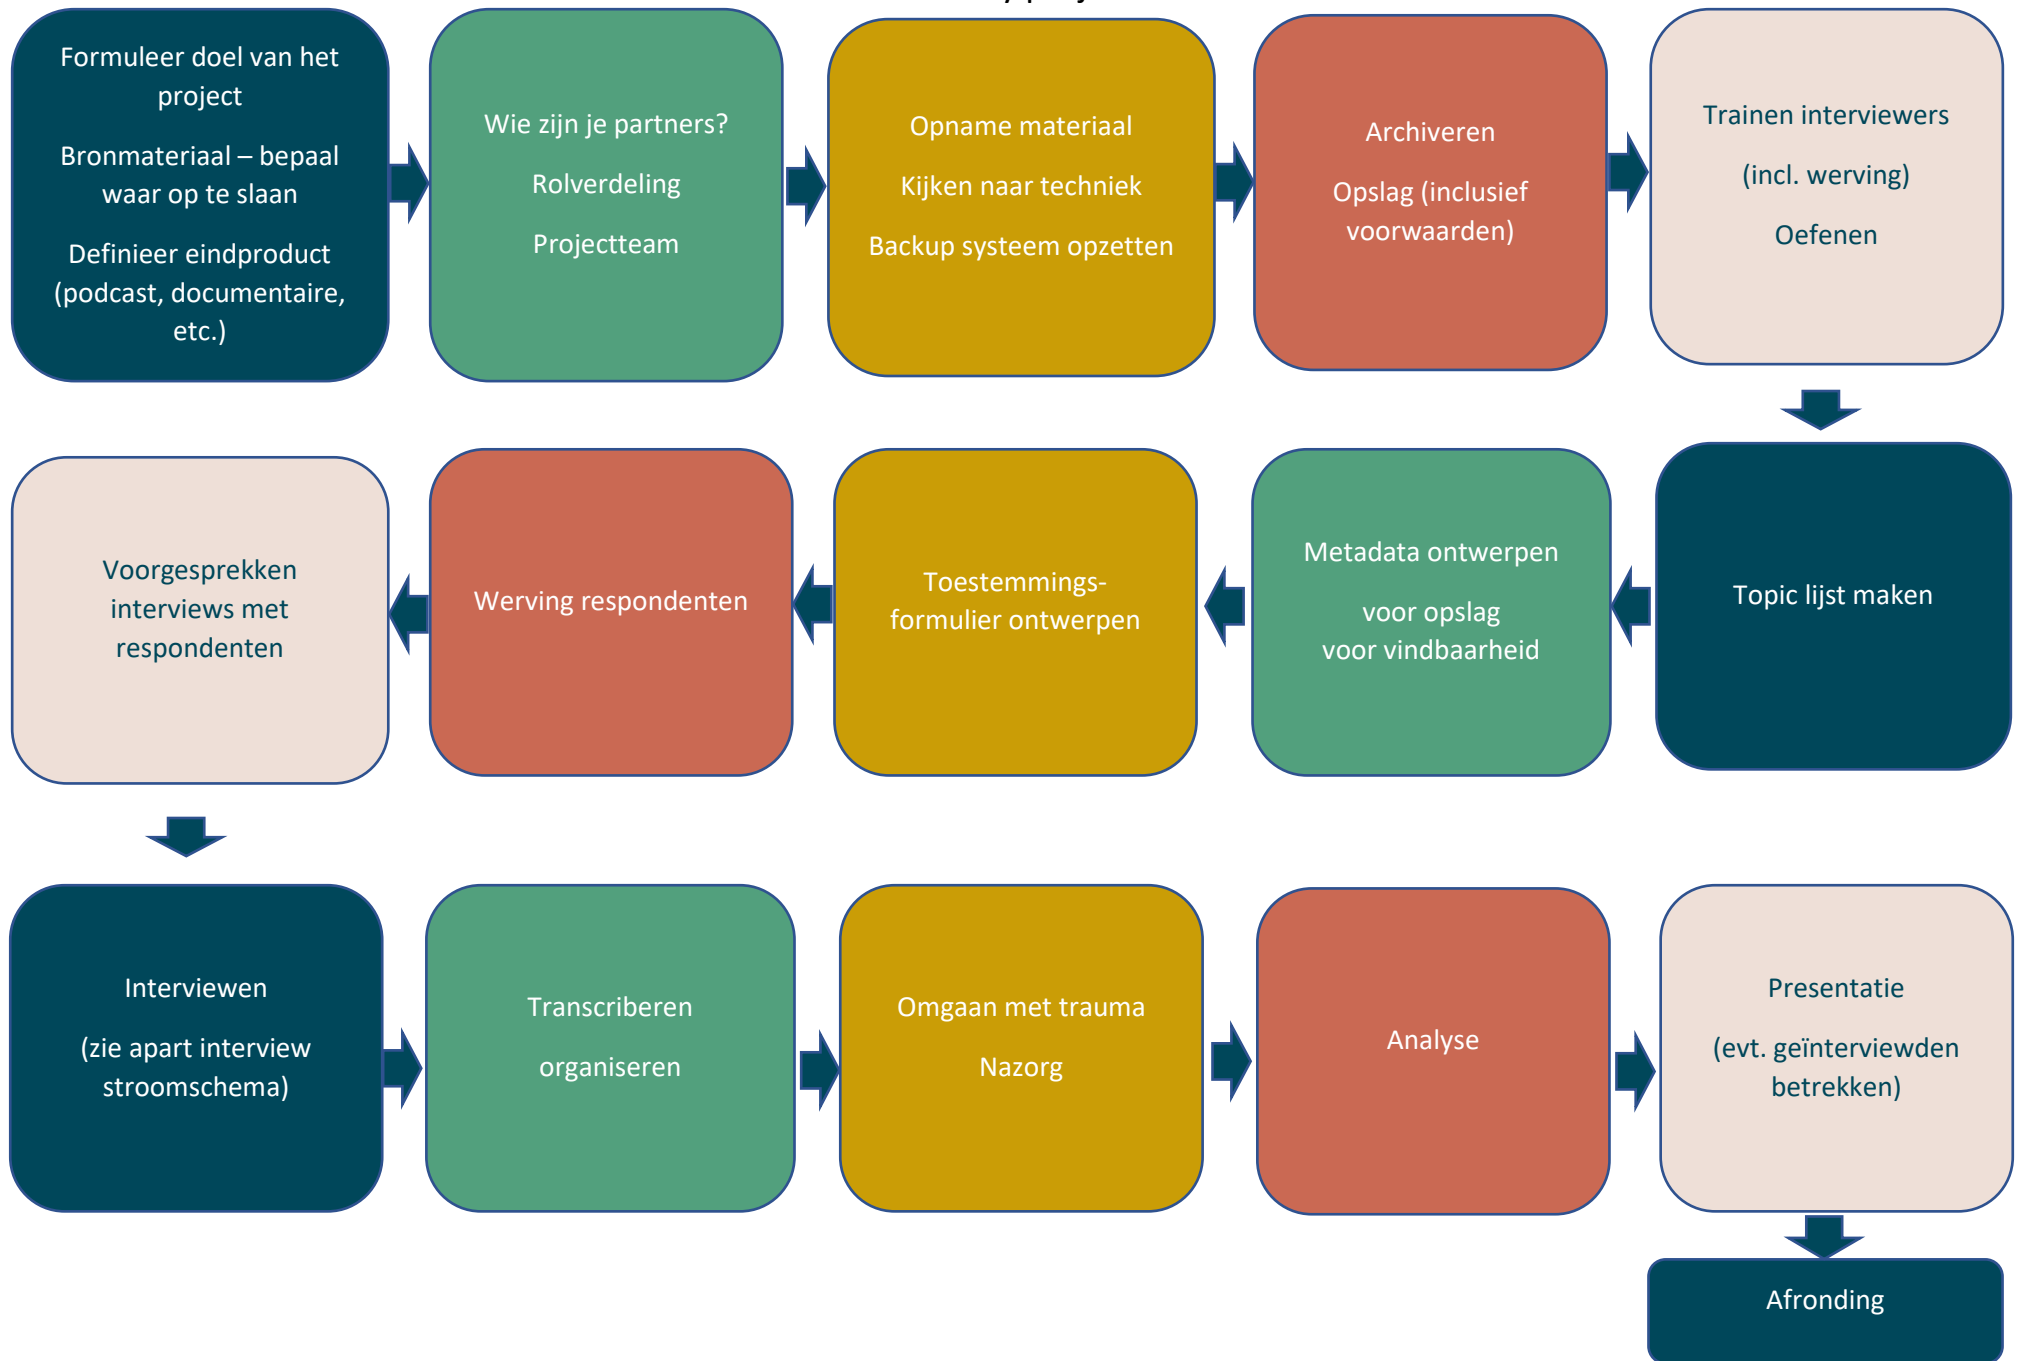 Formuleer doel van het
project
Bronmateriaal – bepaal
waar op te slaan
Definieer eindproduct
(podcast, documentaire,
etc.)
Wie zijn je partners?
Rolverdeling
Projectteam
Opname materiaal
Kijken naar techniek
Backup systeem opzetten
Archiveren
Opslag (inclusief
voorwaarden)
Trainen interviewers
(incl. werving)
Oefenen
Topic lijst maken
Metadata ontwerpen
voor opslag
voor vindbaarheid
Toestemmings-
formulier ontwerpen
Werving respondenten
Voorgesprekken
interviews met
respondenten
Interviewen
(zie apart interview
stroomschema)
Transcriberen
organiseren
Omgaan met trauma
Nazorg
Analyse
Presentatie
(evt. geïnterviewden
betrekken)
Afronding